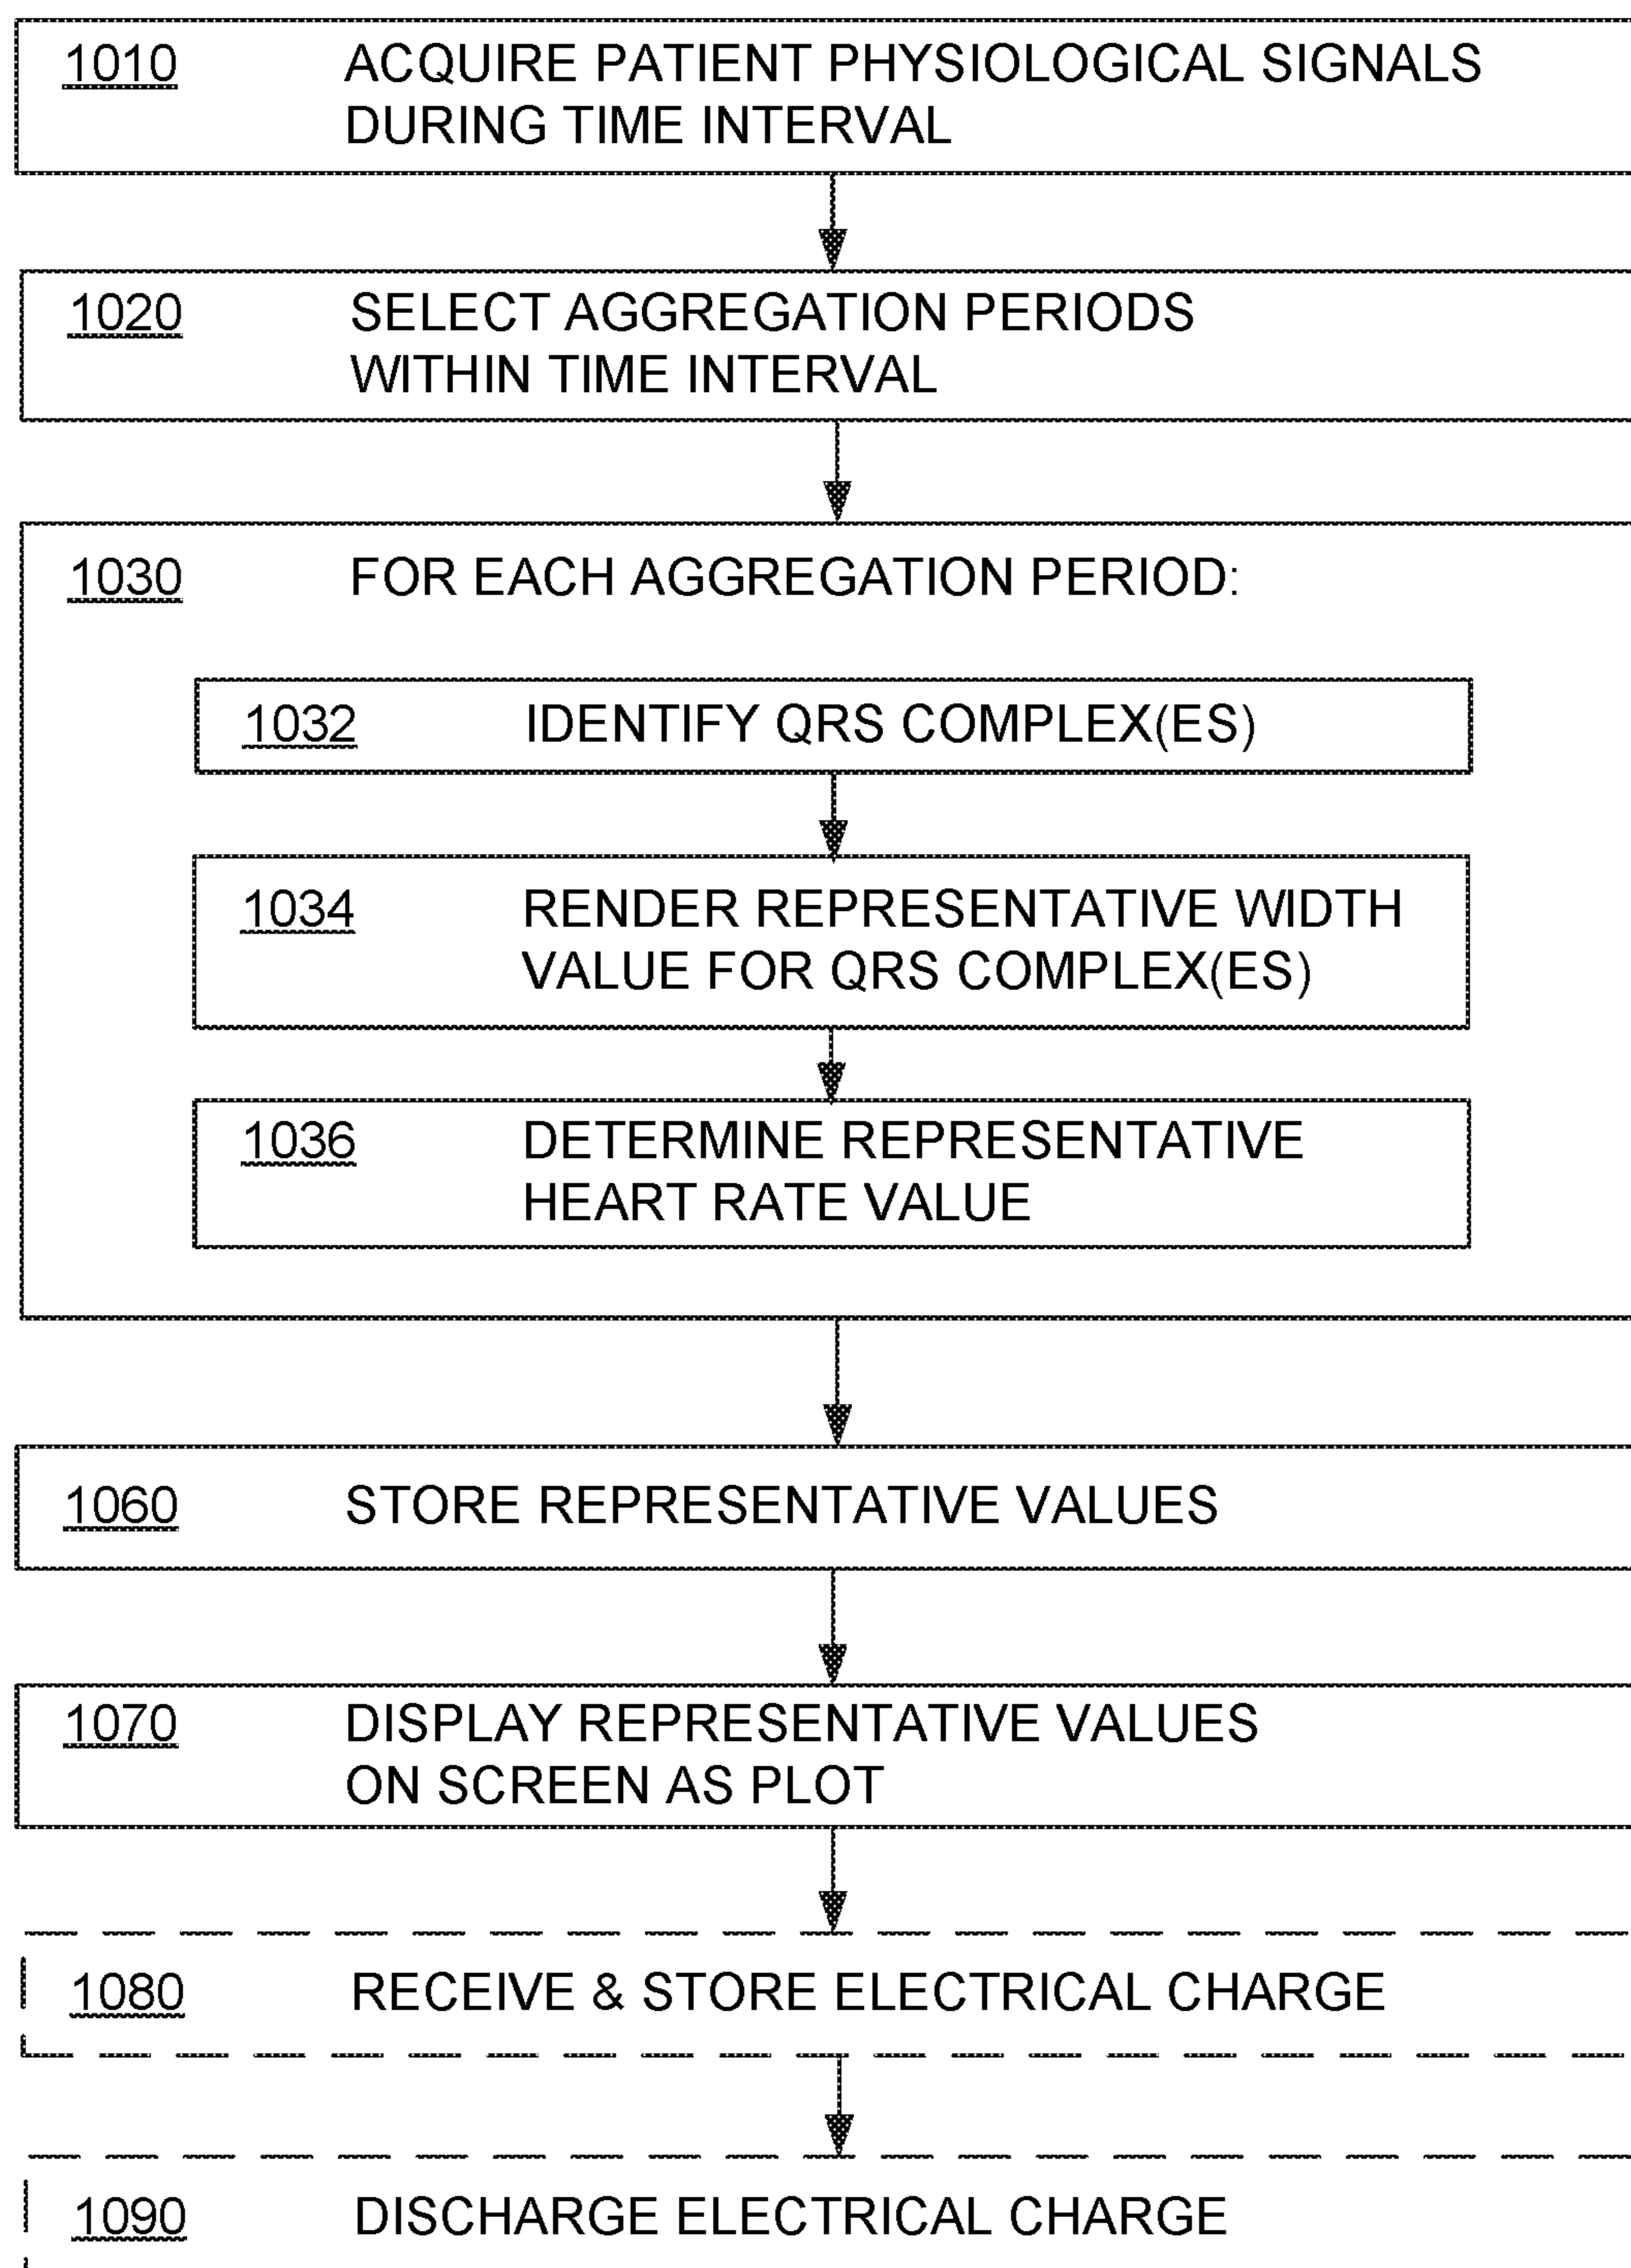 1010 ACQUIRE PATIENT PHYSIOLOGICAL SIGNALS
DURING TIME INTERVAL
1020 SELECT AGGREGATION PERIODS
WITHIN TIME INTERVAL
1030 FOR EACH AGGREGATION PERIOD:
1032 IDENTIFY QRS COMPLEX(ES)
1034 RENDER REPRESENTATIVE WIDTH
VALUE FOR QRS COMPLEX(ES)
1036 DETERMINE REPRESENTATIVE
HEART RATE VALUE
1060 STORE REPRESENTATIVE VALUES
1070 DISPLAY REPRESENTATIVE VALUES
ON SCREEN AS PLOT
1080 RECEIVE & STORE ELECTRICAL CHARGE
1090 DISCHARGE ELECTRICAL CHARGE